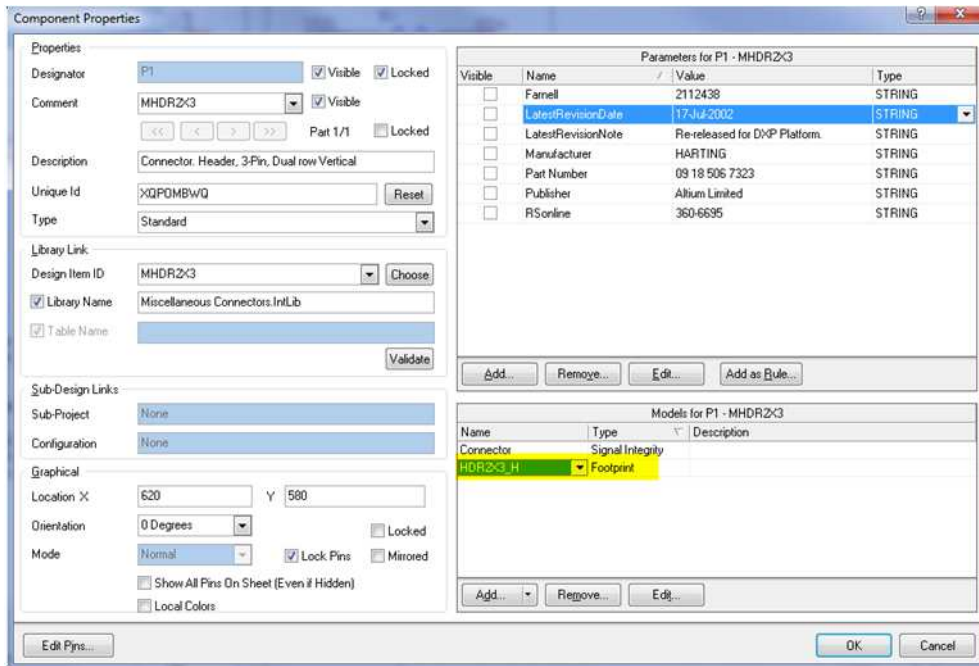 Component Properties
Properties
Designator P1 Visible Locked
Comment MHDR2X3 Visible
<< < > >> Part 1/1 Locked
Description Connector. Header, 3-Pin, Dual row Vertical
Unique Id XQPOMBWQ Reset
Type Standard
Library Link
Design Item ID MHDR2X3 Choose
Library Name Miscellaneous Connectors.IntLib
Table Name
Validate
Sub-Design Links
Sub-Project None
Configuration None
Graphical
Location X 620 Y 580
Orientation 0 Degrees Locked
Mode Normal Lock Pins Mirrored
Show All Pins On Sheet (Even if Hidden)
Local Colors
Parameters for P1 - MHDR2X3
Visible Name / Value Type
Farnell 2112438 STRING
LatestRevisionDate 17-Jul-2002 STRING
LatestRevisionNote Re-released for DXP Platform. STRING
Manufacturer HARTING STRING
Part Number 09 18 506 7323 STRING
Publisher Altium Limited STRING
RSonline 360-6695 STRING
Add... Remove... Edit... Add as Rule...
Models for P1 - MHDR2X3
Name Type Description
Connector Signal Integrity
HDR2X3_H Footprint
Add... Remove... Edit...
Edit Pins... OK Cancel